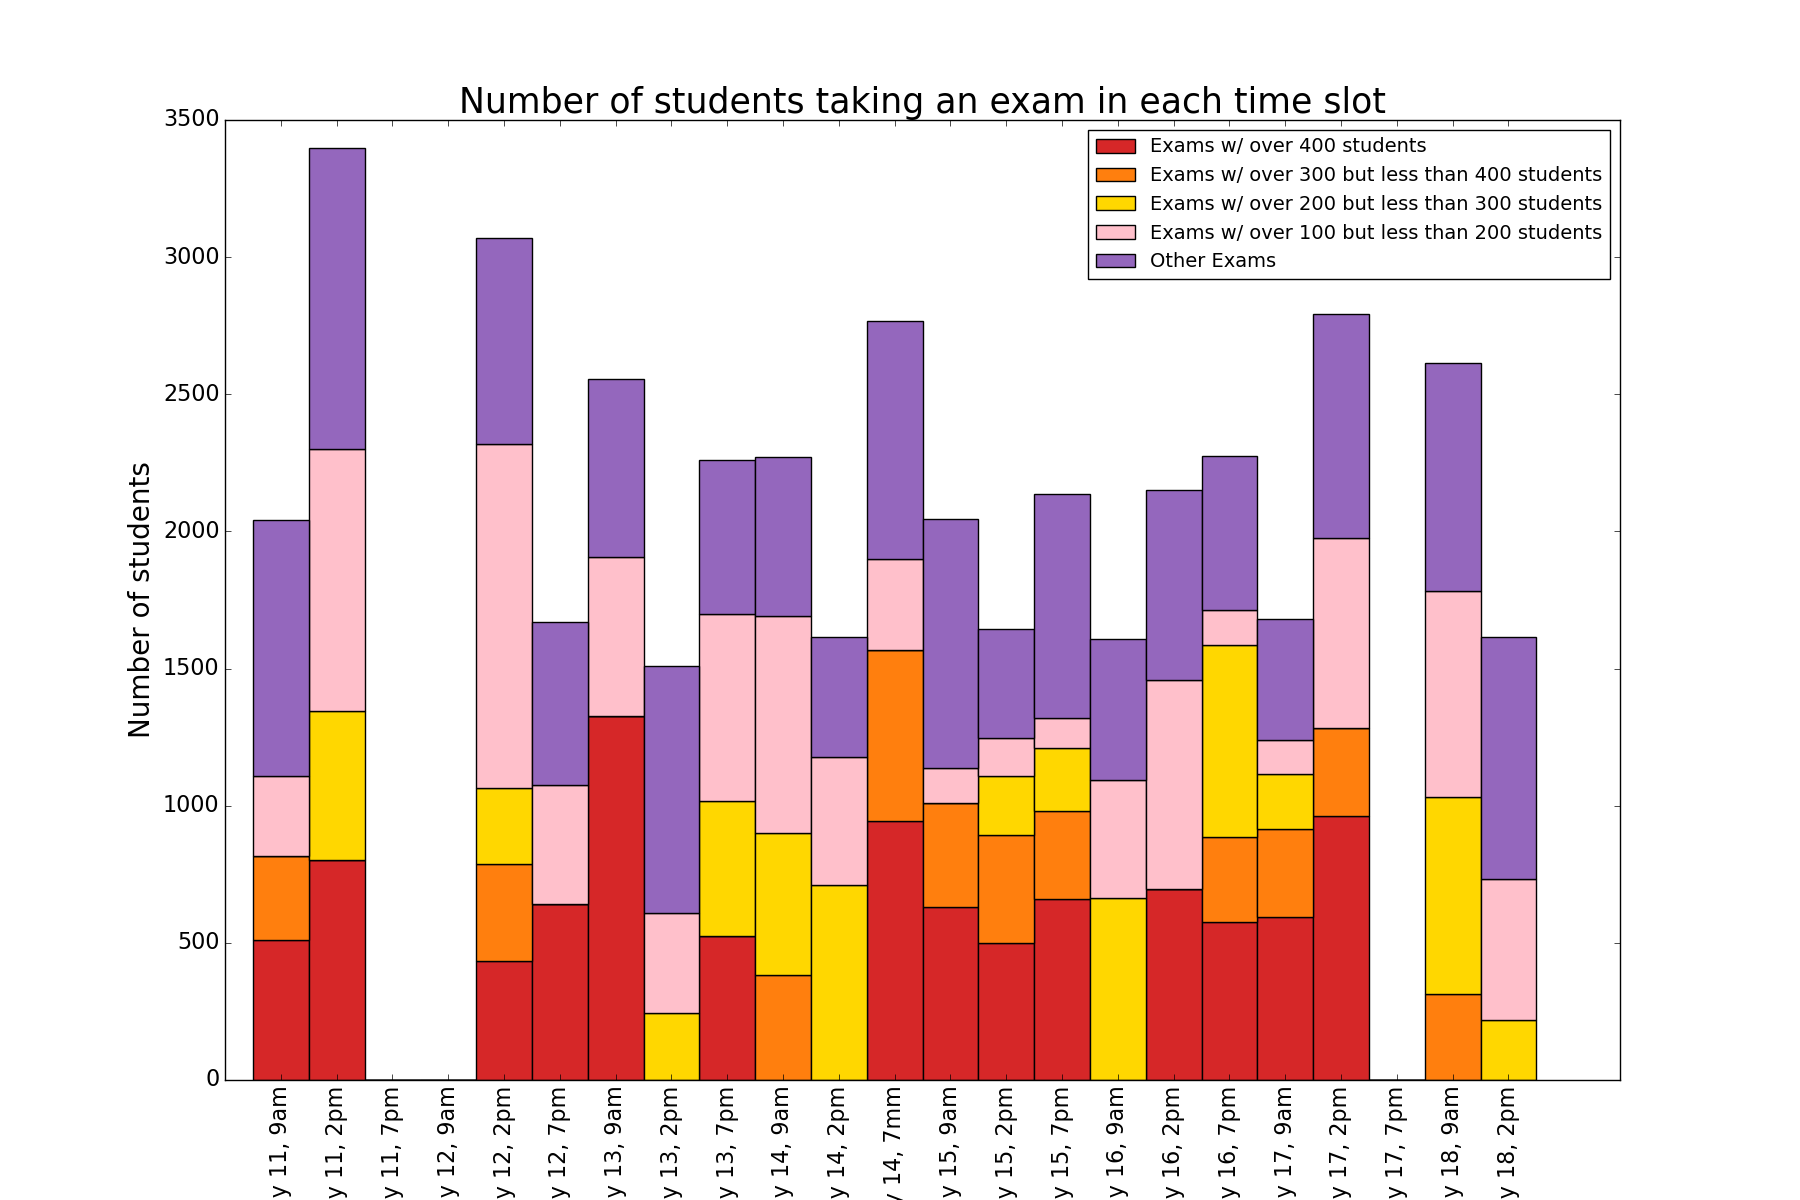 Number of students taking an exam in each time slot
3500
3000
2500
2000
1500
1000
500
0
Number of students
Exams w/ over 400 students
Exams w/ over 300 but less than 400 students
Exams w/ over 200 but less than 300 students
Exams w/ over 100 but less than 200 students
Other Exams
y 11, 9am
y 11, 2pm
y 11, 7pm
y 12, 9am
y 12, 2pm
y 12, 7pm
y 13, 9am
y 13, 2pm
y 13, 7pm
y 14, 9am
y 14, 2pm
y 14, 7mm
y 15, 9am
y 15, 2pm
y 15, 7pm
y 16, 9am
y 16, 2pm
y 16, 7pm
y 17, 9am
y 17, 2pm
y 17, 7pm
y 18, 9am
y 18, 2pm